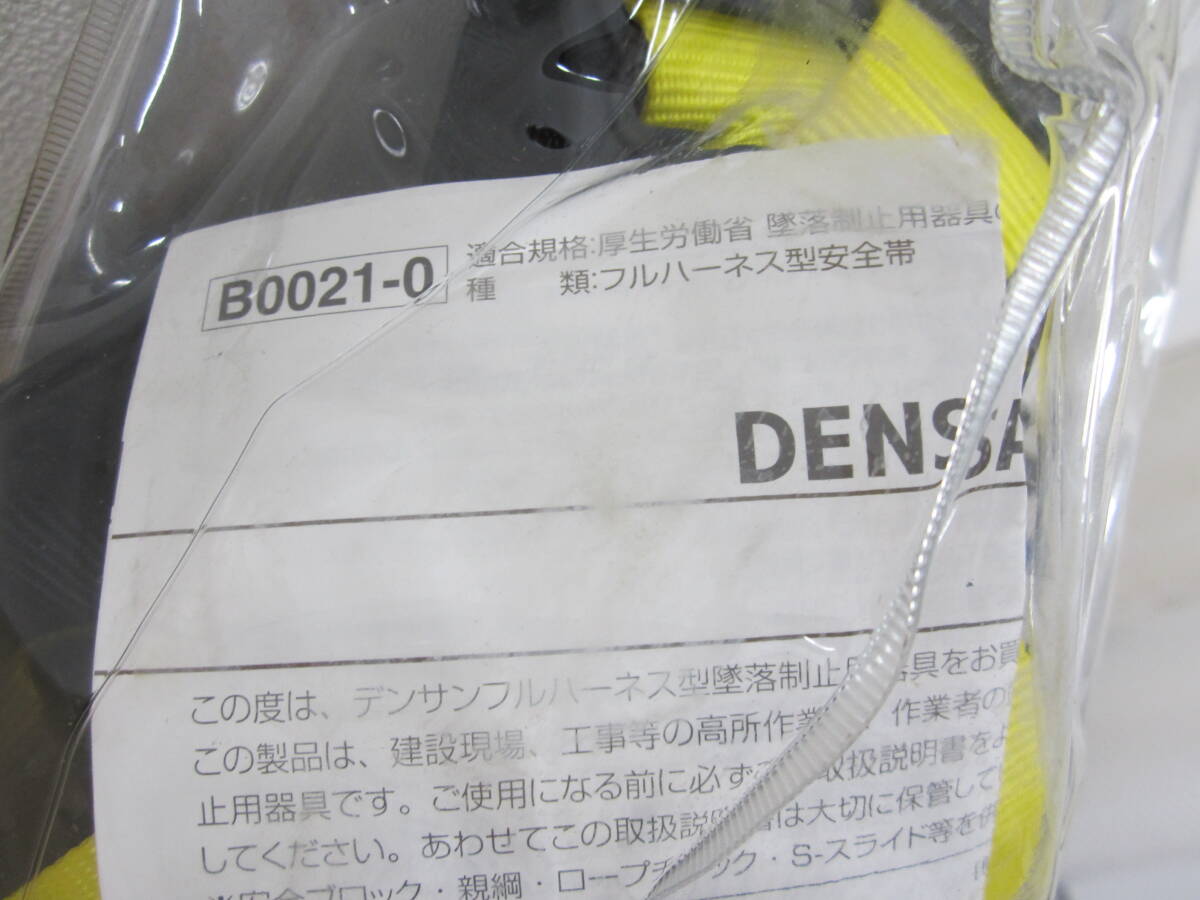 B0021-0
適合規格:厚生労働省 墜落制止用器具の
種 類:フルハーネス型安全帯
DENSA
この度は、デンサンフルハーネス型墜落制止用器具をお買
この製品は、建設現場、工事等の高所作業 作業者の
止用器具です。ご使用になる前に必ず 取扱説明書をよ
してください。あわせてこの取扱説明書は大切に保管して
※安全ブロック・親綱・ロープチャック・S-スライド等を併